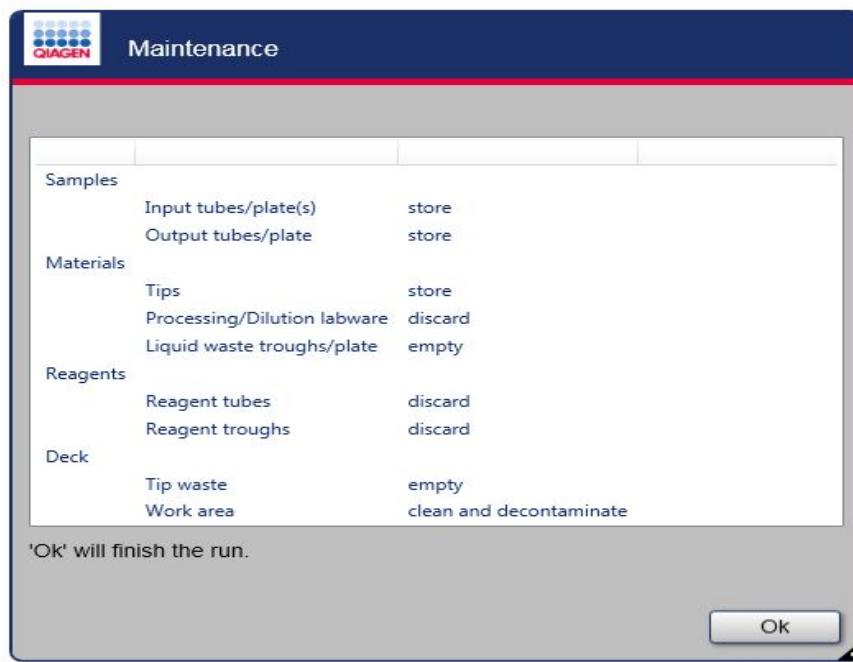 QIAGEN
Maintenance
Samples
Input tubes/plate(s) store
Output tubes/plate store
Materials
Tips store
Processing/Dilution labware discard
Liquid waste troughs/plate empty
Reagents
Reagent tubes discard
Reagent troughs discard
Deck
Tip waste empty
Work area clean and decontaminate
'Ok' will finish the run.
Ok